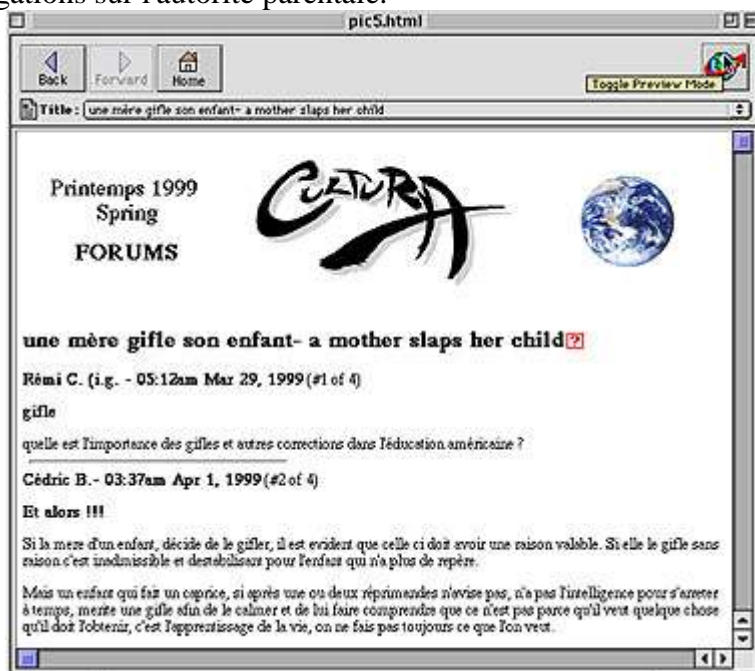 gations sur l'autorité parentale.
pic5.html
Back
Forward
Home
Toggle Preview Mode
Title: une mère gifle son enfant- a mother slaps her child
Printemps 1999
Spring
FORUMS
CULTURA
une mère gifle son enfant- a mother slaps her child?
Rémi C. (i.g. - 05:12am Mar 29, 1999 (#1 of 4)
gifle
quelle est l'importance des gifles et autres corrections dans l'éducation américaine ?
Cédric B.- 03:37am Apr 1, 1999 (#2 of 4)
Et alors !!!
Si la mere d'un enfant, décide de le gifler, il est evident que celle ci doit avoir une raison valable. Si elle le gifle sans
raison c'est inadmissible et destabilisant pour l'enfant qui n'a plus de repère.
Mais un enfant qui fait un caprice, si après une ou deux réprimandes n'avise pas, n'a pas l'intelligence pour s'arreter
à temps, merite une gifle afin de le calmer et de lui faire comprendre que ce n'est pas parce qu'il veut quelque chose
qu'il doit l'obtenir, c'est l'apprentissage de la vie, on ne fais pas toujours ce que l'on veut.